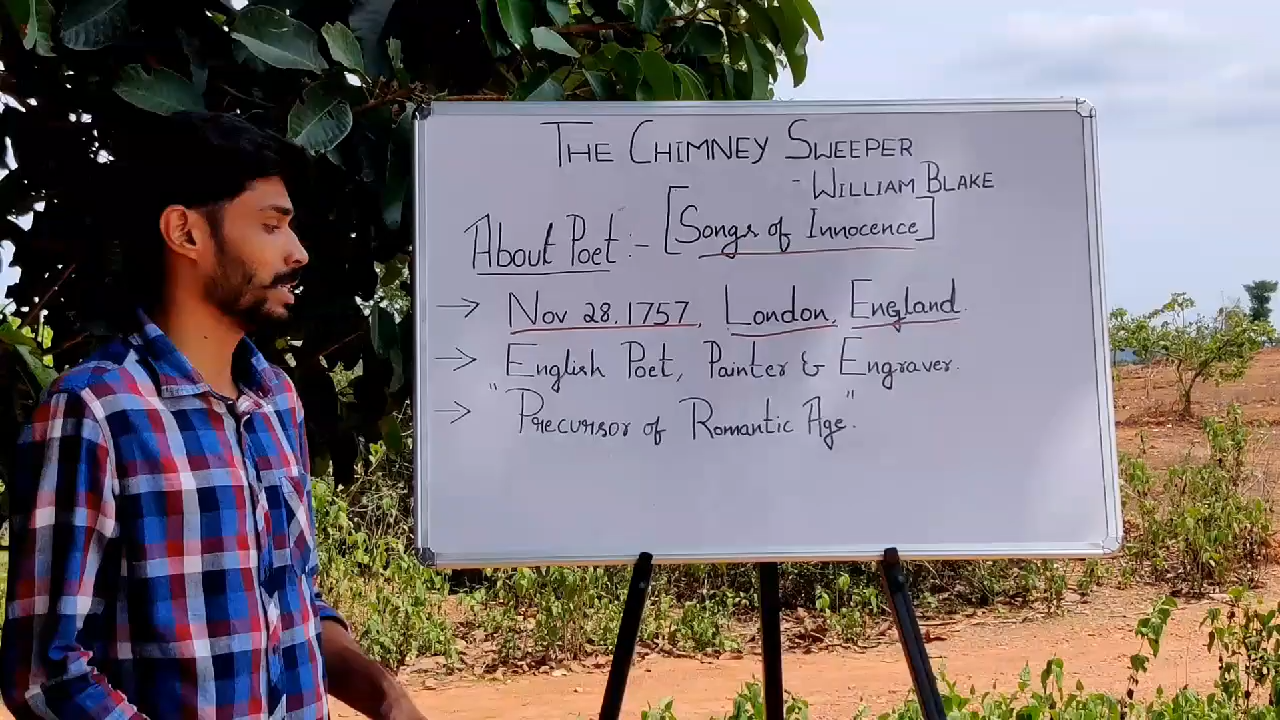 THE CHIMNEY SWEEPER
- WILLIAM BLAKE
About Poet :- [Songs of Innocence]
→ Nov 28, 1757, London, England.
→ English Poet, Painter & Engraver.
→ "Precursor of Romantic Age".